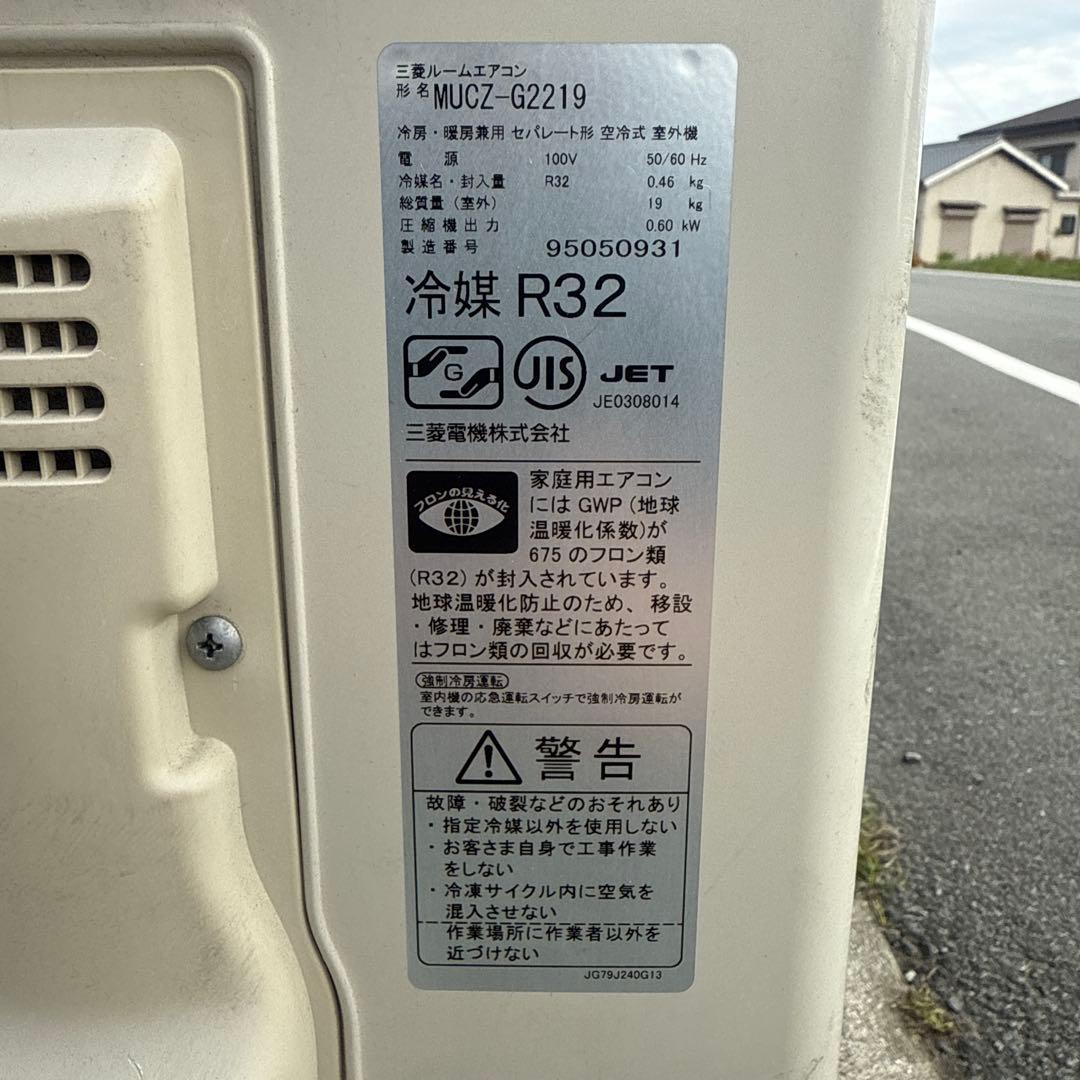 三菱ルームエアコン
形名 MUCZ-G2219
冷房・暖房兼用 セパレート形 空冷式 室外機
電源 100V 50/60 Hz
冷媒名・封入量 R32 0.46 kg
総質量（室外） 19 kg
圧縮機出力 0.60 kW
製造番号 95050931
冷媒 R32
G JIS JET
JE0308014
三菱電機株式会社
フロンの見える化
家庭用エアコン
には GWP（地球
温暖化係数）が
675 のフロン類
（R32）が封入されています。
地球温暖化防止のため、移設
・修理・廃棄などにあたって
はフロン類の回収が必要です。
強制冷房運転
室内機の応急運転スイッチで強制冷房運転が
できます。
警告
故障・破裂などのおそれあり
・指定冷媒以外を使用しない
・お客さま自身で工事作業
をしない
・冷凍サイクル内に空気を
混入させない
作業場所に作業者以外を
近づけない
JG79J240G13